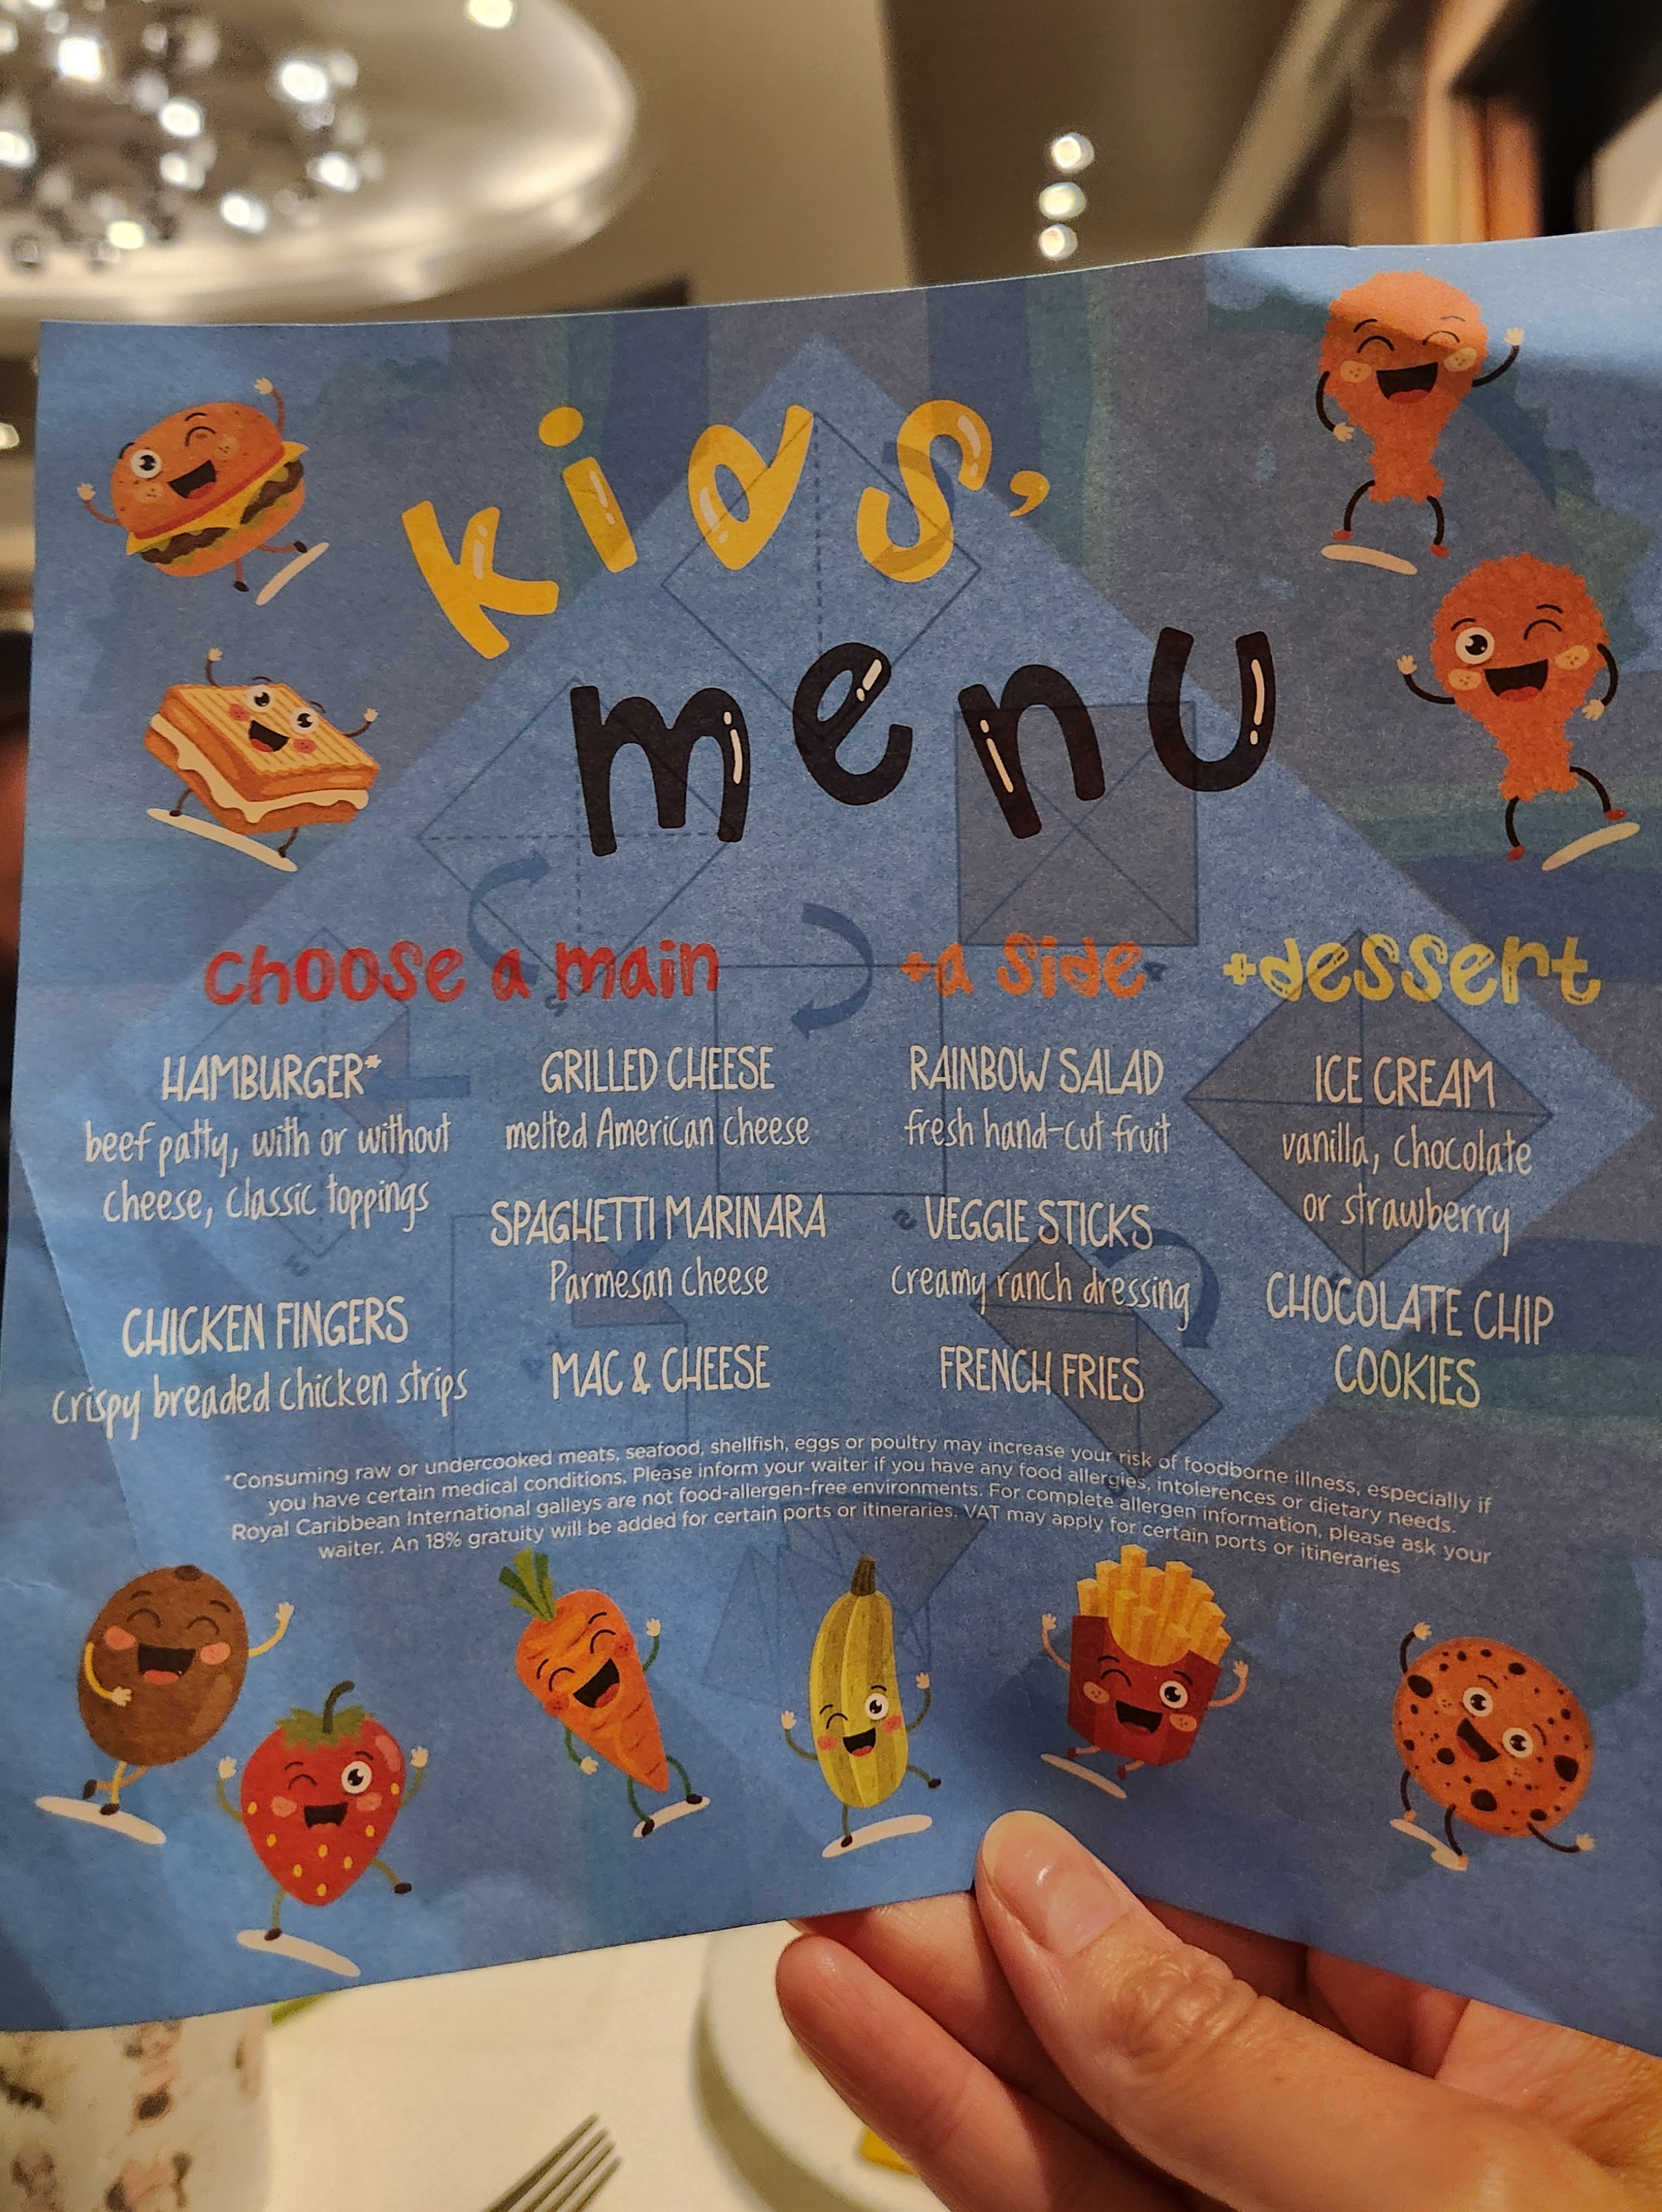 kids'
menu
choose a main
+a side
+dessert
HAMBURGER*
beef patty, with or without
cheese, classic toppings
CHICKEN FINGERS
crispy breaded chicken strips
GRILLED CHEESE
melted American cheese
SPAGHETTI MARINARA
Parmesan cheese
MAC & CHEESE
RAINBOW SALAD
fresh hand-cut fruit
VEGGIE STICKS
creamy ranch dressing
FRENCH FRIES
ICE CREAM
vanilla, chocolate
or strawberry
CHOCOLATE CHIP
COOKIES
*Consuming raw or undercooked meats, seafood, shellfish, eggs or poultry may increase your risk of foodborne illness, especially if
you have certain medical conditions. Please inform your waiter if you have any food allergies, intolerences or dietary needs.
Royal Caribbean International galleys are not food-allergen-free environments. For complete allergen information, please ask your
waiter. An 18% gratuity will be added for certain ports or itineraries. VAT may apply for certain ports or itineraries